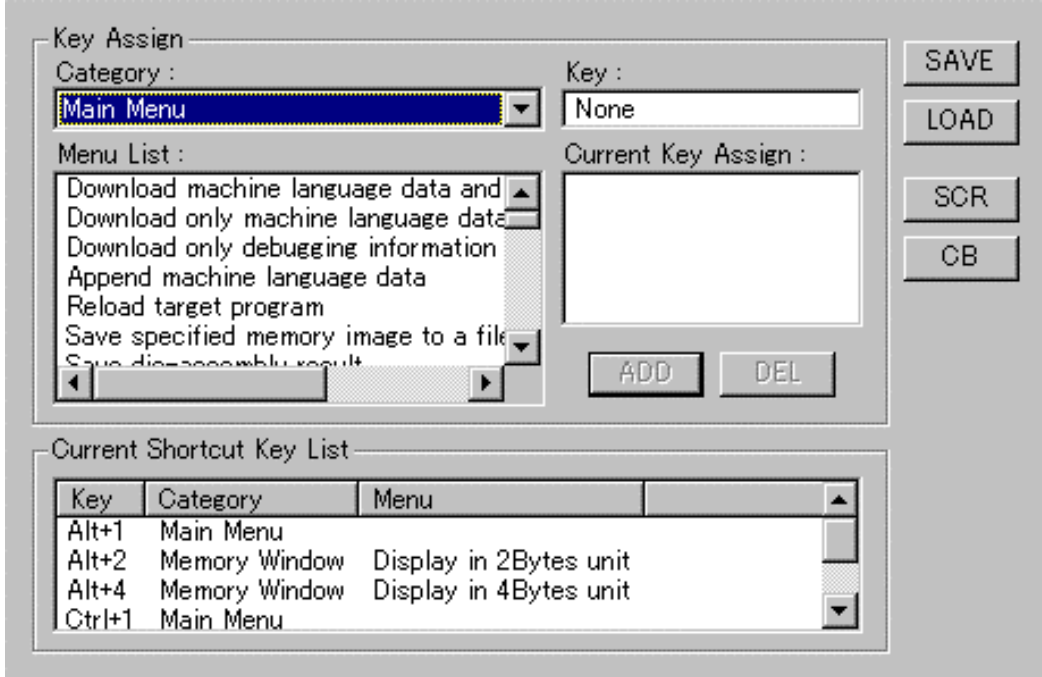 Key Assign
Category :
Main Menu
Menu List :
Download machine language data and
Download only machine language data
Download only debugging information
Append machine language data
Reload target program
Save specified memory image to a file
Save dis-assembly result
Key :
None
Current Key Assign :
ADD DEL
SAVE
LOAD
SCR
CB
Current Shortcut Key List
Key Category Menu
Alt+1 Main Menu
Alt+2 Memory Window Display in 2Bytes unit
Alt+4 Memory Window Display in 4Bytes unit
Ctrl+1 Main Menu